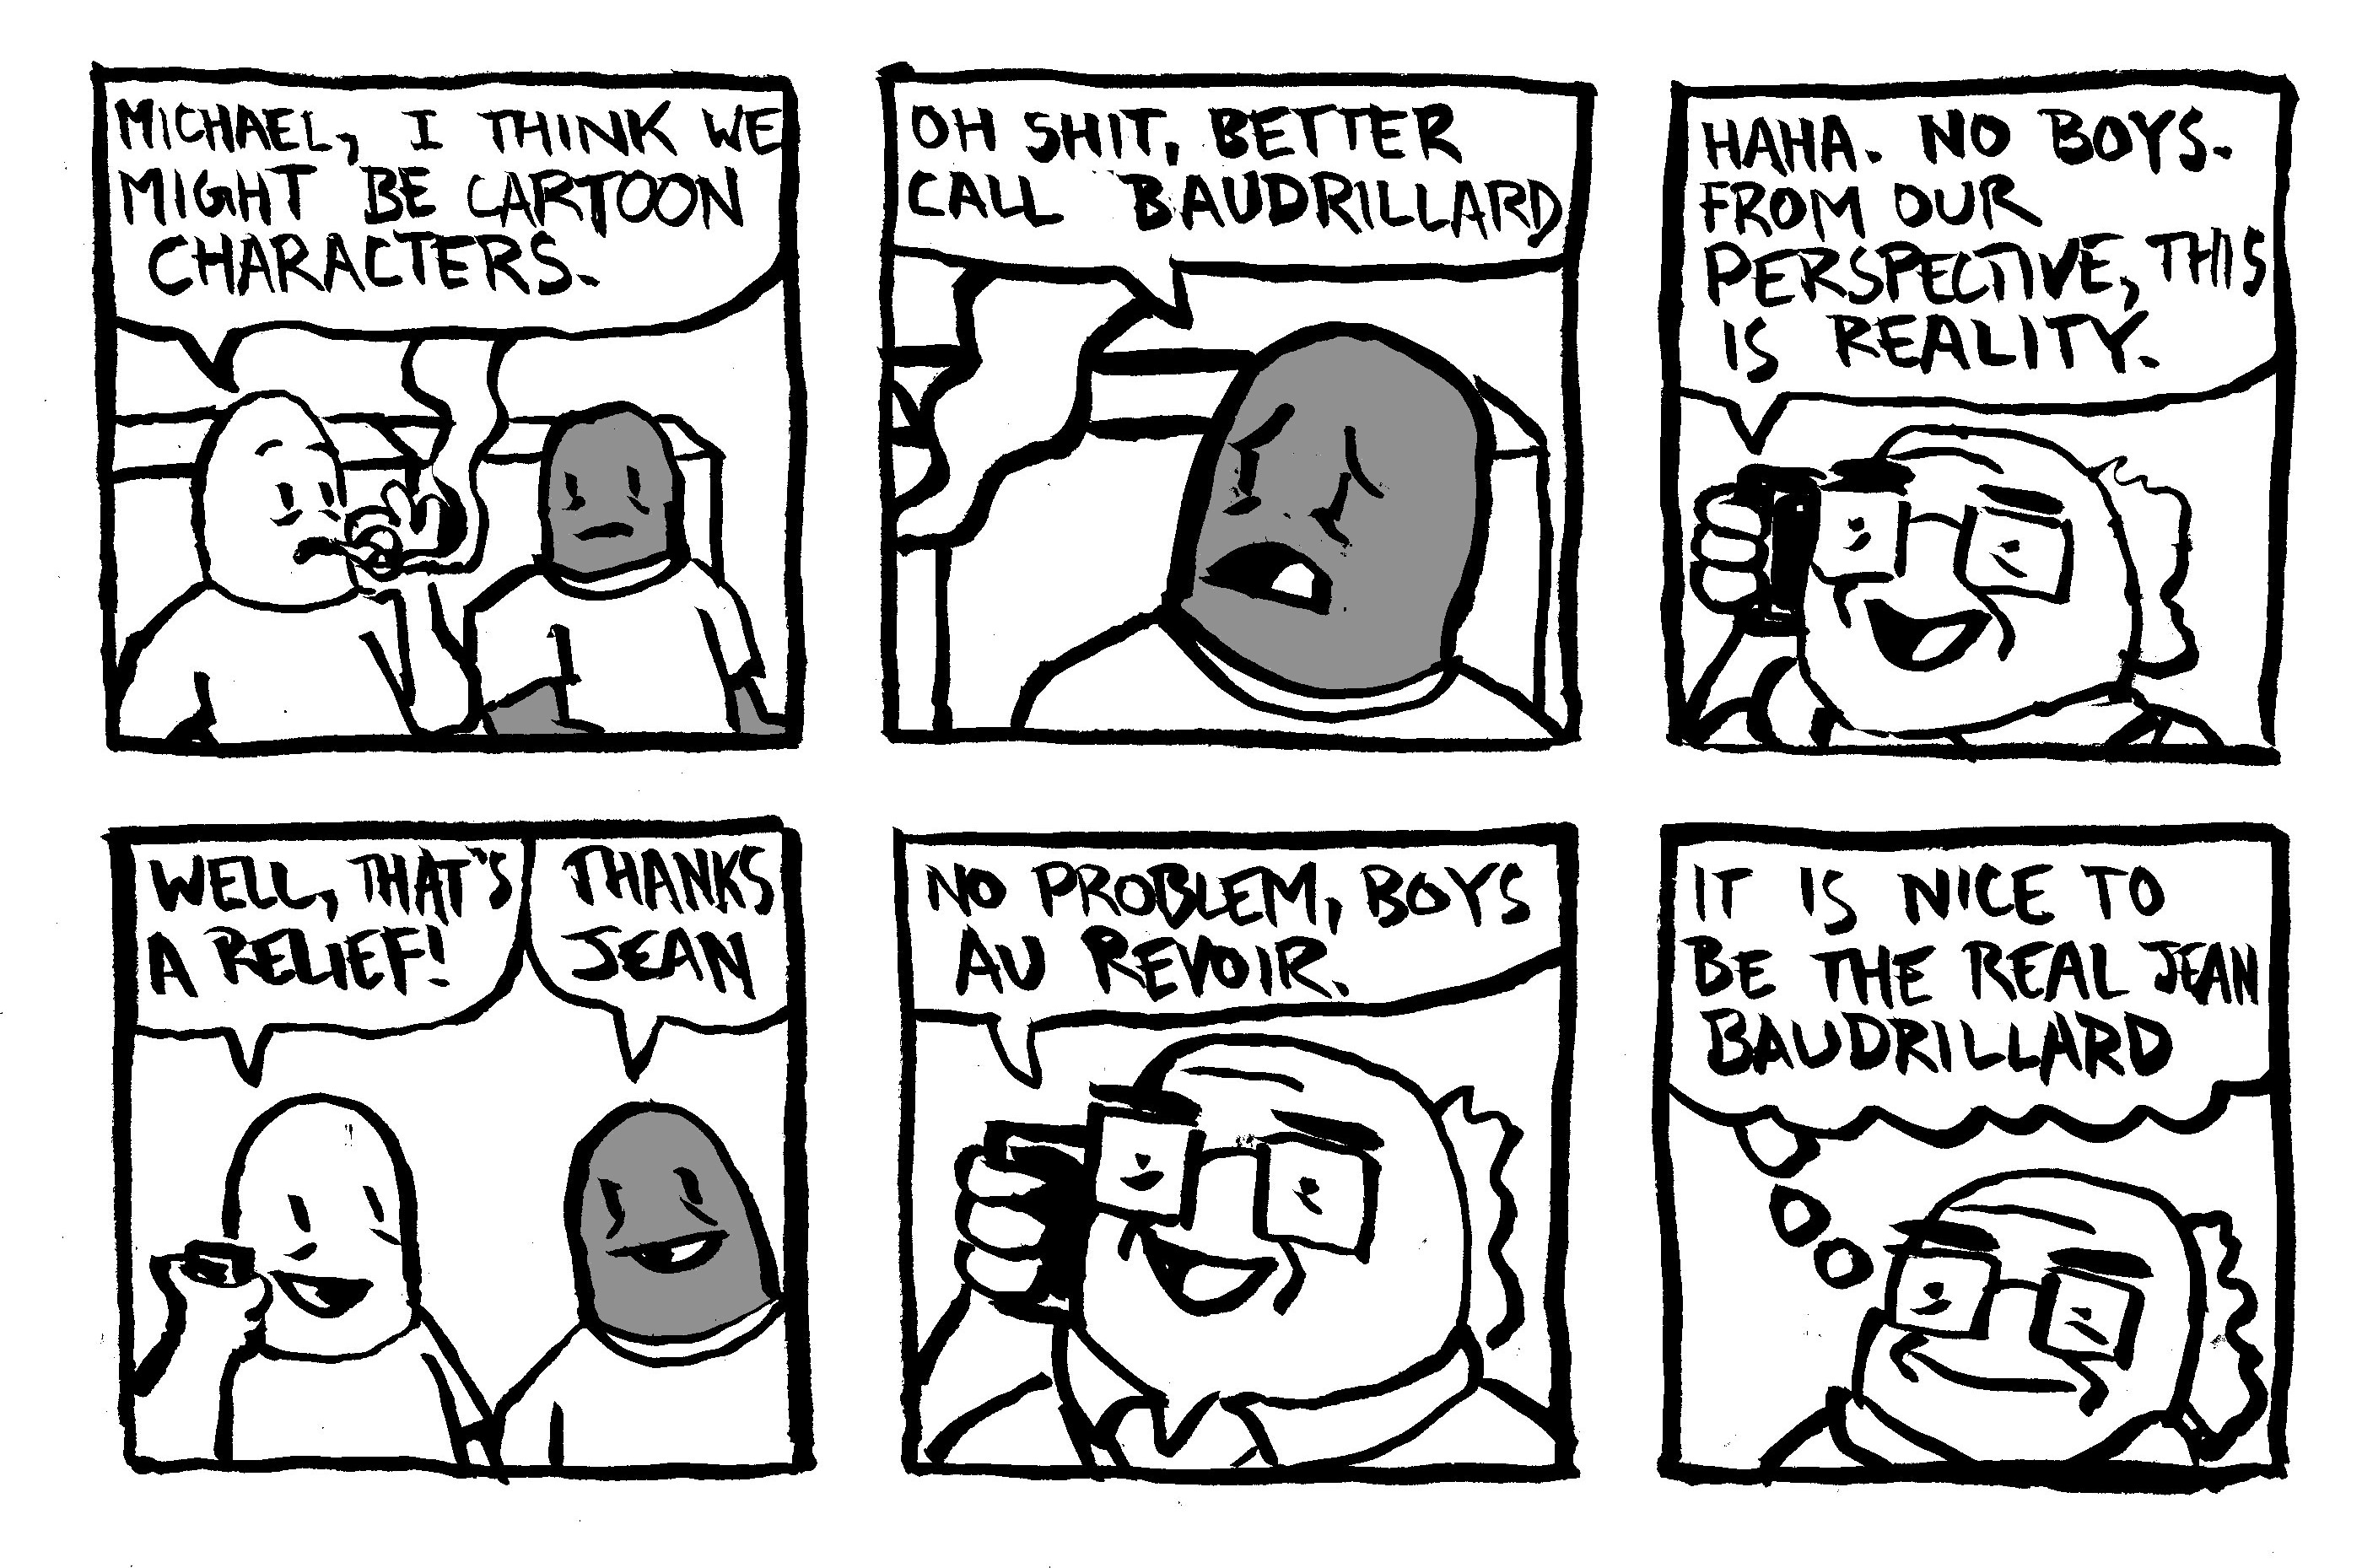 MICHAEL, I THINK WE
MIGHT BE CARTOON
CHARACTERS.
OH SHIT, BETTER
CALL BAUDRILLARD
HAHA. NO BOYS.
FROM OUR
PERSPECTIVE, THIS
IS REALITY.
WELL, THAT'S
A RELIEF!
THANKS
JEAN
NO PROBLEM, BOYS
AU REVOIR.
IT IS NICE TO
BE THE REAL JEAN
BAUDRILLARD